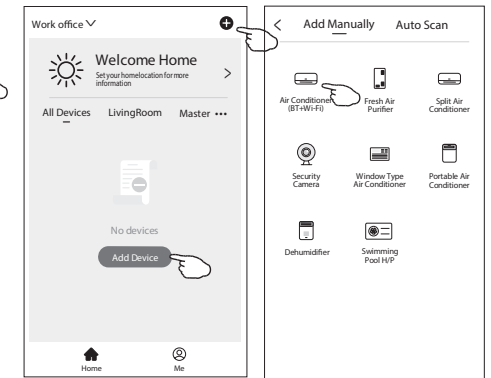 Work office
Welcome Home
Set your homelocation for more
information
All Devices LivingRoom Master •••
No devices
Add Device
Home Me
Add Manually Auto Scan
Air Conditioner
(BT+Wi-Fi)
Fresh Air
Purifier
Split Air
Conditioner
Security
Camera
Window Type
Air Conditioner
Portable Air
Conditioner
Dehumidifier
Swimming
Pool H/P